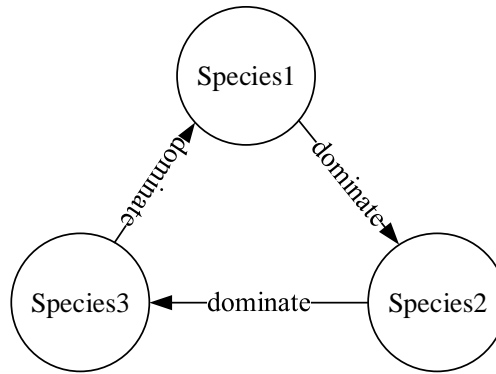 Species1
dominate
dominate
Species3
dominate
Species2